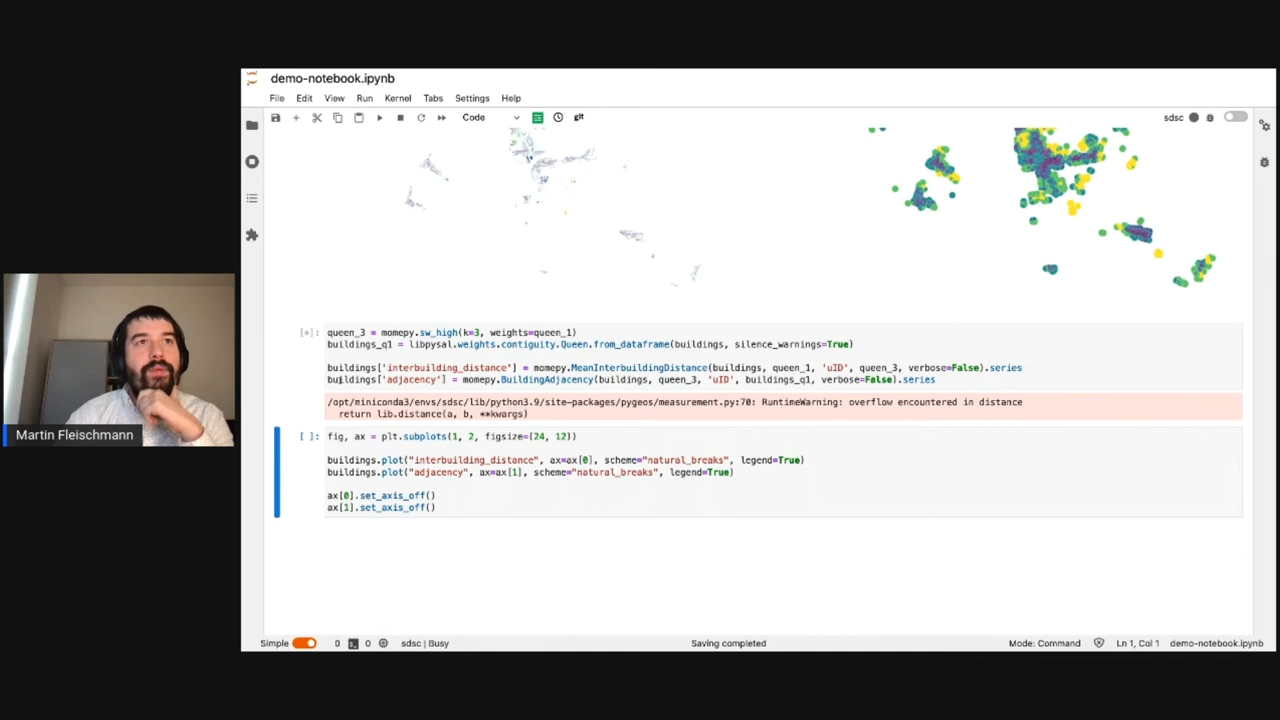 demo-notebook.ipynb
File Edit View Run Kernel Tabs Settings Help
Code
git
sdsc
[*]:
queen_3 = momepy.sw_high(k=3, weights=queen_1)
buildings_q1 = libpysal.weights.contiguity.Queen.from_dataframe(buildings, silence_warnings=True)
buildings['interbuilding_distance'] = momepy.MeanInterbuildingDistance(buildings, queen_1, 'uID', queen_3, verbose=False).series
buildings['adjacency'] = momepy.BuildingAdjacency(buildings, queen_3, 'uID', buildings_q1, verbose=False).series
/opt/miniconda3/envs/sdsc/lib/python3.9/site-packages/pygeos/measurement.py:70: RuntimeWarning: overflow encountered in distance
return lib.distance(a, b, **kwargs)
[ ]:
fig, ax = plt.subplots(1, 2, figsize=(24, 12))
buildings.plot("interbuilding_distance", ax=ax[0], scheme="natural_breaks", legend=True)
buildings.plot("adjacency", ax=ax[1], scheme="natural_breaks", legend=True)
ax[0].set_axis_off()
ax[1].set_axis_off()
Martin Fleischmann
Simple 0 0 sdsc | Busy Saving completed Mode: Command Ln 1, Col 1 demo-notebook.ipynb